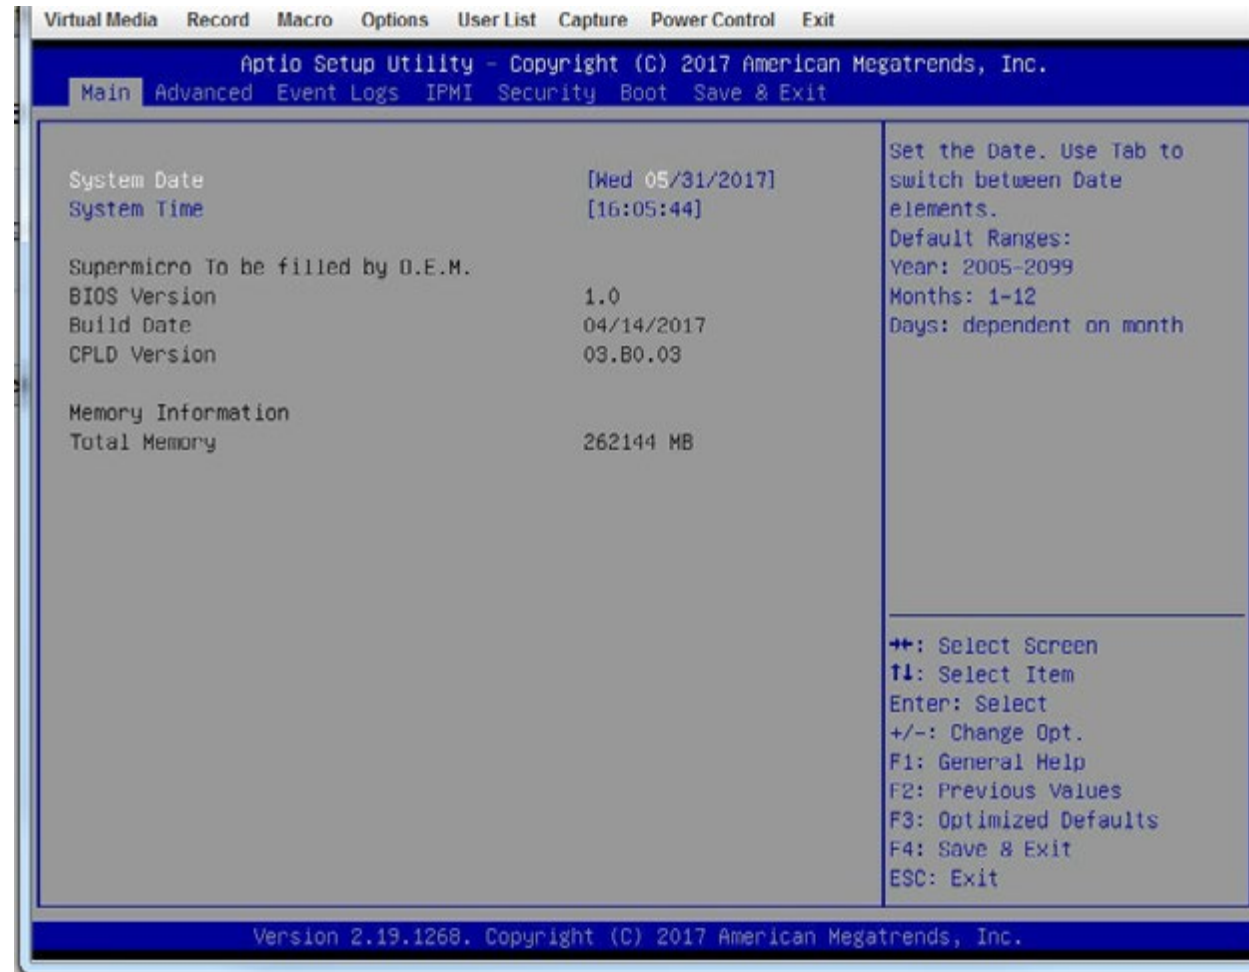 Virtual Media Record Macro Options User List Capture Power Control Exit
Aptio Setup Utility - Copyright (C) 2017 American Megatrends, Inc.
Main Advanced Event Logs IPMI Security Boot Save & Exit
System Date [Wed 05/31/2017]
System Time [16:05:44]
Supermicro To be filled by O.E.M.
BIOS Version 1.0
Build Date 04/14/2017
CPLD Version 03.B0.03
Memory Information
Total Memory 262144 MB
Set the Date. Use Tab to
switch between Date
elements.
Default Ranges:
Year: 2005-2099
Months: 1-12
Days: dependent on month
→←: Select Screen
↑↓: Select Item
Enter: Select
+/-: Change Opt.
F1: General Help
F2: Previous Values
F3: Optimized Defaults
F4: Save & Exit
ESC: Exit
Version 2.19.1268. Copyright (C) 2017 American Megatrends, Inc.